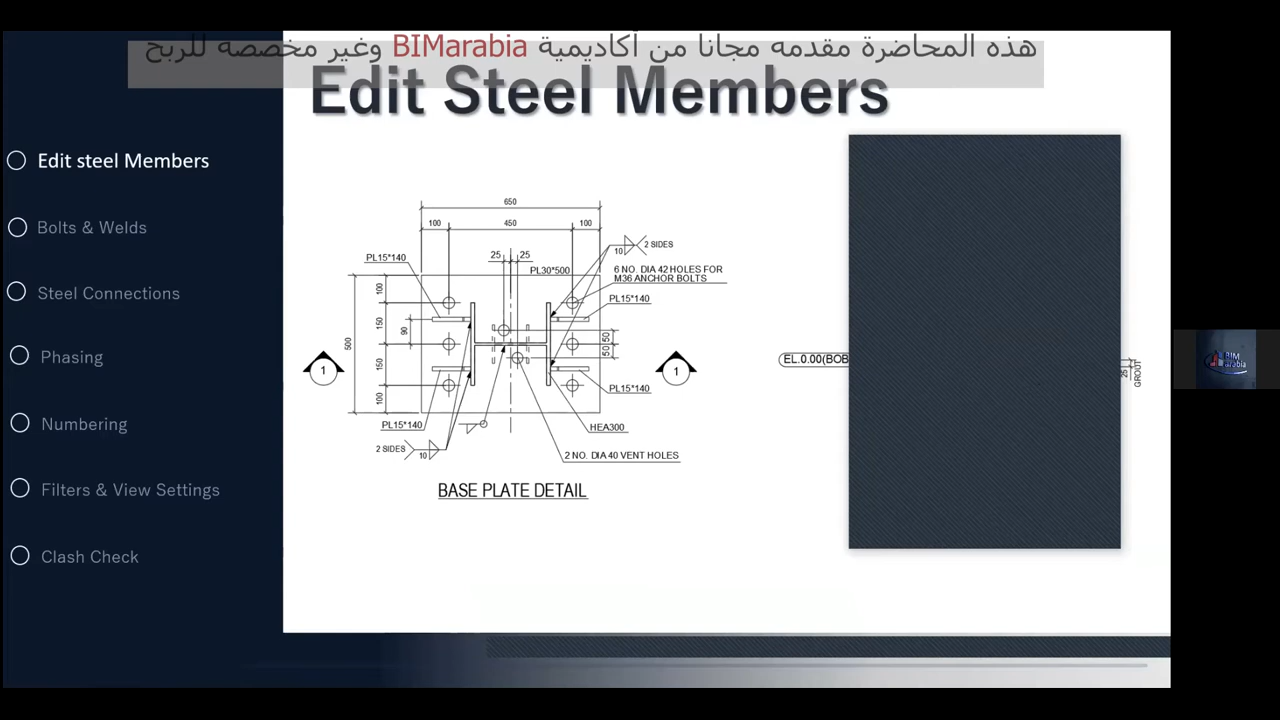 هذه المحاضرة مقدمه مجانا من أكاديمية BIMarabia وغير مخصصه للربح
Edit Steel Members
Edit steel Members
Bolts & Welds
Steel Connections
Phasing
Numbering
Filters & View Settings
Clash Check
650
100
450
100
25
25
10
2 SIDES
PL15*140
PL30*500
6 NO. DIA 42 HOLES FOR
M36 ANCHOR BOLTS
PL15*140
100
150
90
500
150
100
50
50
1
1
EL.0.00(BOB
25
GROUT
PL15*140
PL15*140
HEA300
2 SIDES
10
2 NO. DIA 40 VENT HOLES
BASE PLATE DETAIL
BIM
arabia